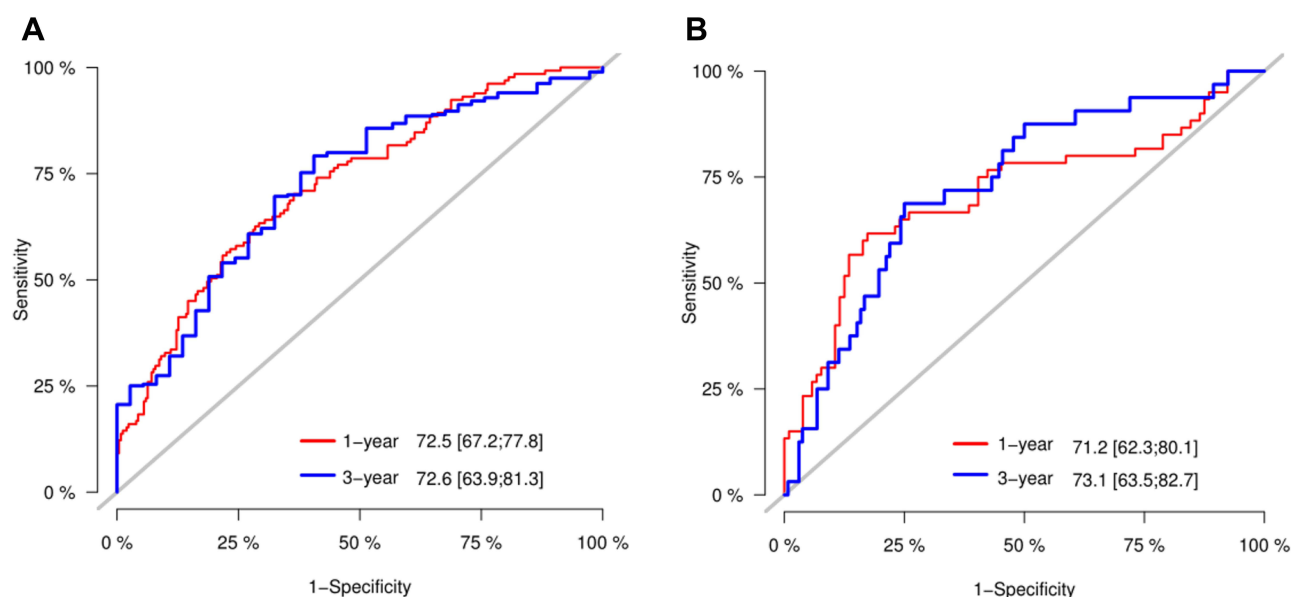 A
100 %
75 %
50 %
25 %
0 %
Sensitivity
1-year 72.5 [67.2;77.8]
3-year 72.6 [63.9;81.3]
0 % 25 % 50 % 75 % 100 %
1-Specificity
B
100 %
75 %
50 %
25 %
0 %
Sensitivity
1-year 71.2 [62.3;80.1]
3-year 73.1 [63.5;82.7]
0 % 25 % 50 % 75 % 100 %
1-Specificity